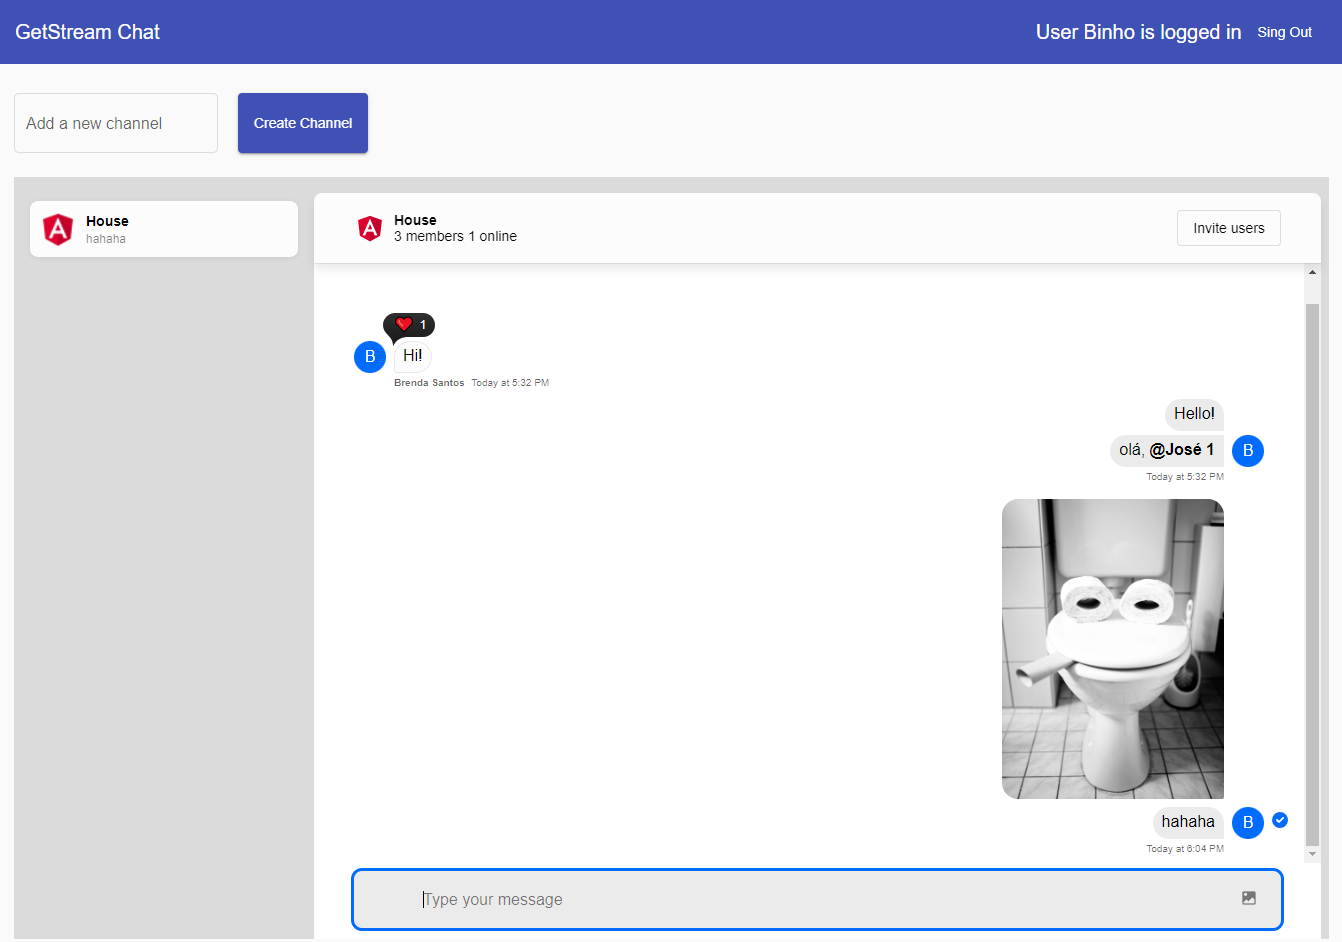 GetStream Chat
User Binho is logged in
Sing Out
Add a new channel
Create Channel
A
House
hahaha
A
House
3 members 1 online
Invite users
1
B
Hi!
Brenda Santos Today at 5:32 PM
Hello!
olá, @José 1
B
Today at 5:32 PM
hahaha
B
Today at 6:04 PM
Type your message